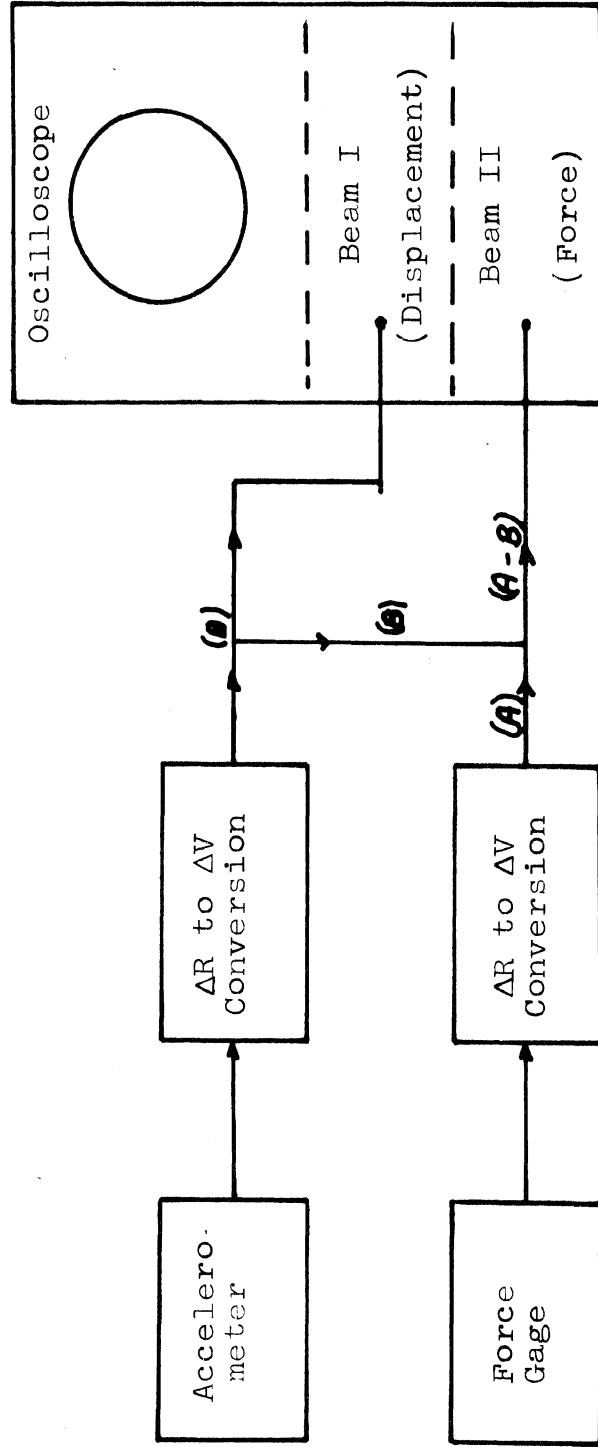 Accelero-
meter
ΔR to ΔV
Conversion
(B)
(B)
Force
Gage
ΔR to ΔV
Conversion
(A)
(A-B)
Oscilloscope
Beam I
(Displacement)
Beam II
(Force)